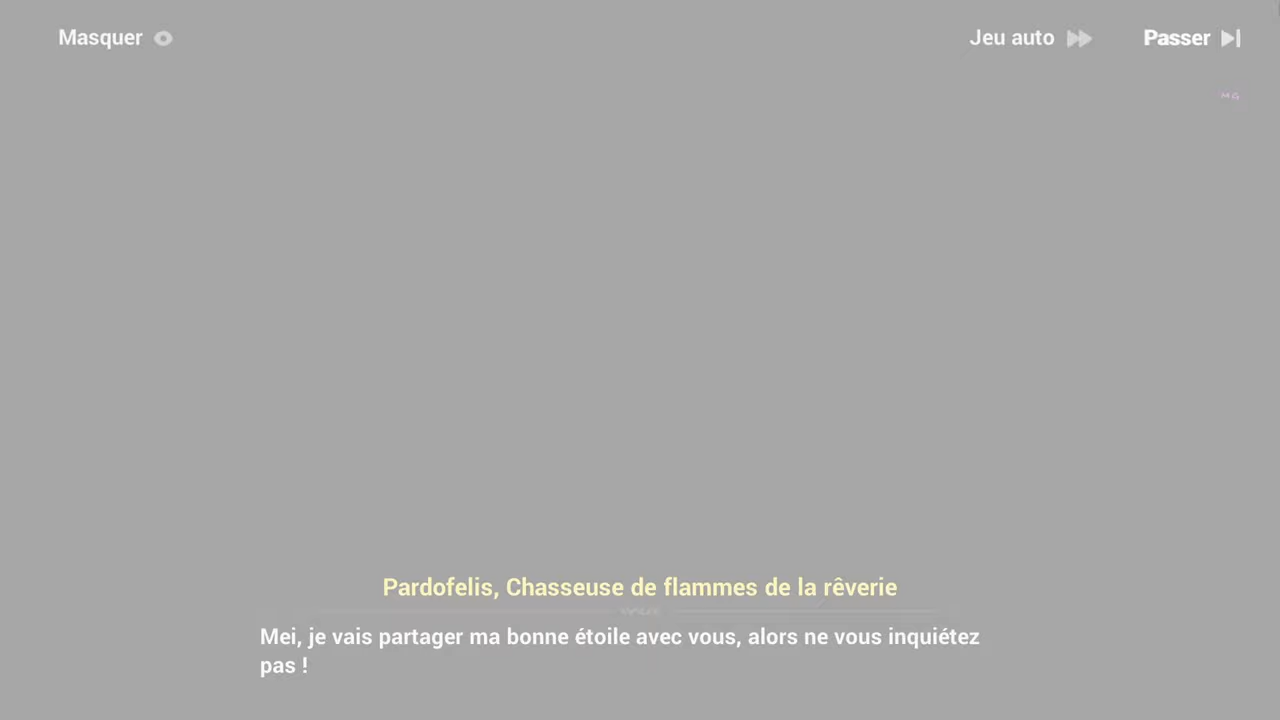 Masquer
Jeu auto
Passer
MG
Pardofelis, Chasseuse de flammes de la rêverie
Mei, je vais partager ma bonne étoile avec vous, alors ne vous inquiétez
pas !